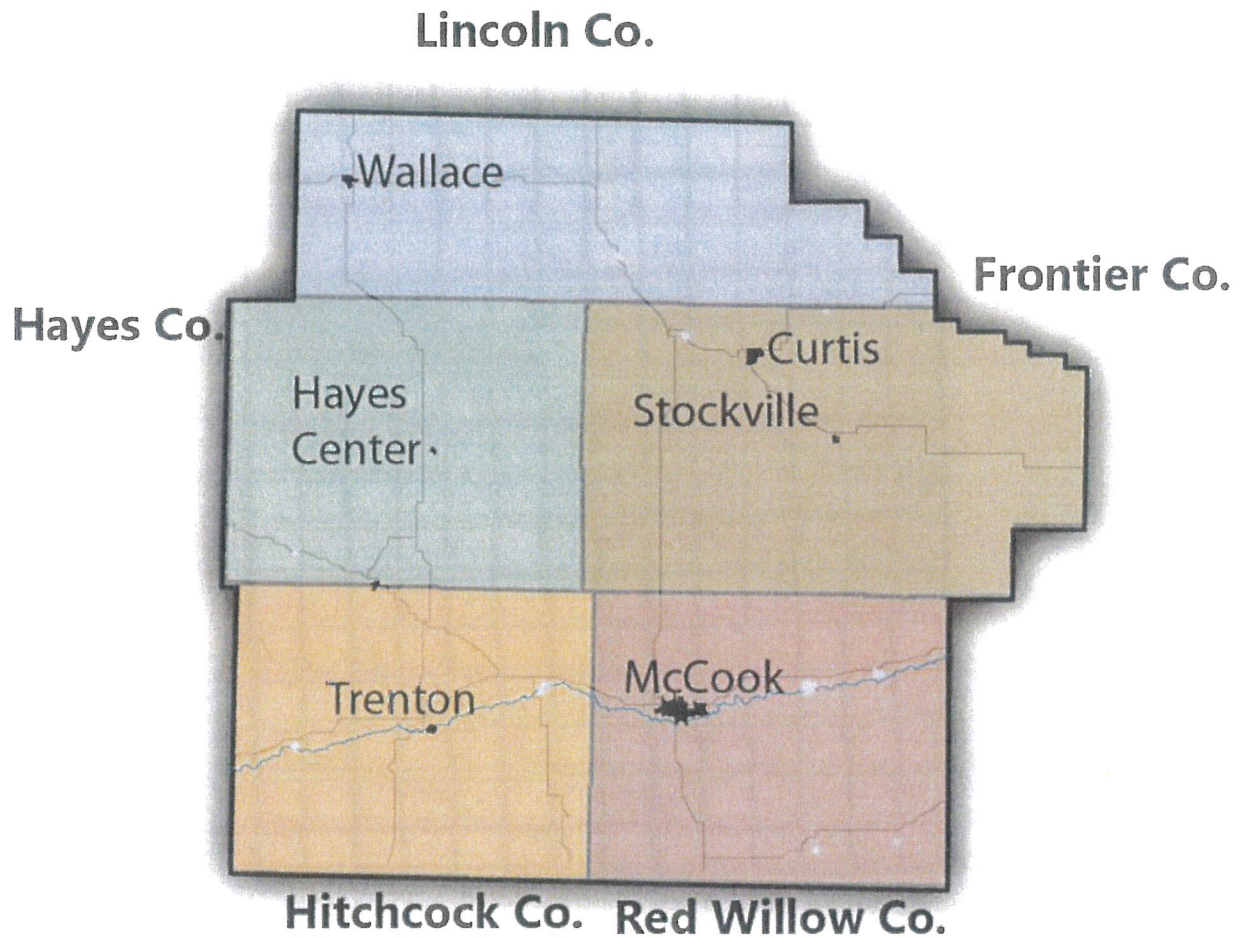 Lincoln Co.
Wallace
Frontier Co.
Hayes Co.
Curtis
Hayes
Center
Stockville
McCook
Trenton
Hitchcock Co.
Red Willow Co.